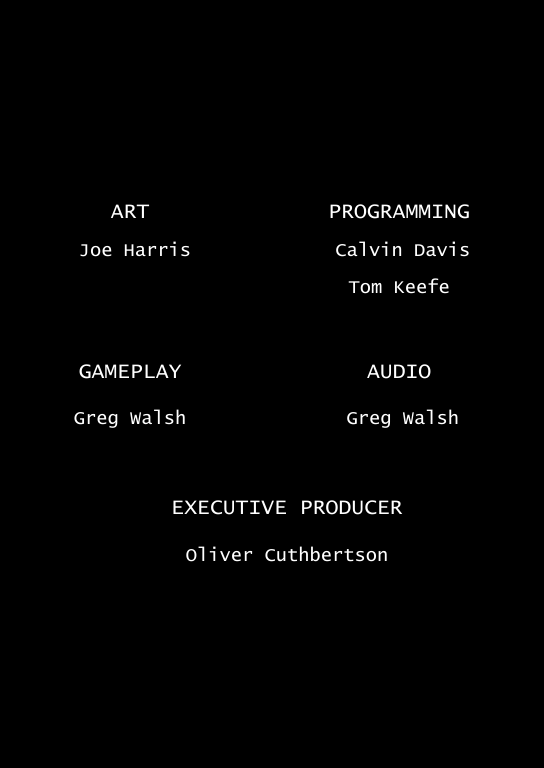 ART
Joe Harris
PROGRAMMING
Calvin Davis
Tom Keefe
GAMEPLAY
Greg Walsh
AUDIO
Greg Walsh
EXECUTIVE PRODUCER
Oliver Cuthbertson